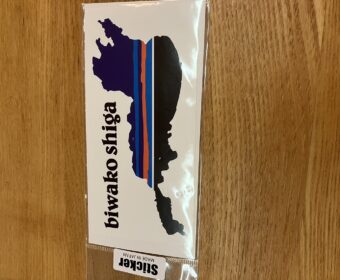 biwako shiga
Sticker
MADE IN JAPAN